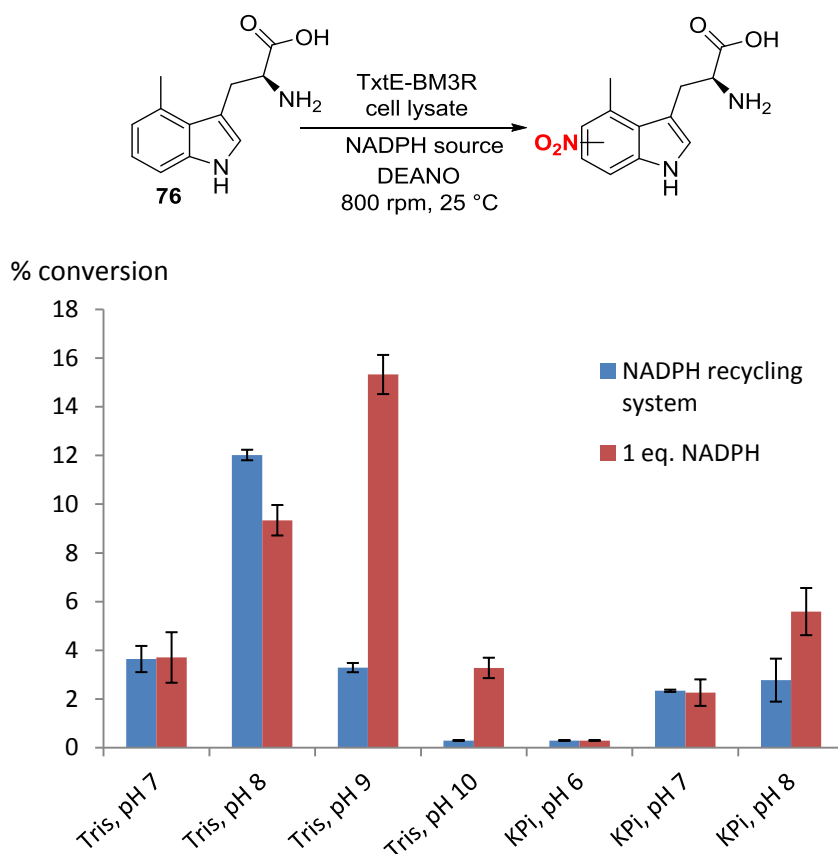 O
OH
NH₂
N
H
76
TxtE-BM3R
cell lysate
NADPH source
DEANO
800 rpm, 25 °C
O
OH
NH₂
O₂N
N
H
% conversion
18
16
14
12
10
8
6
4
2
0
NADPH recycling
system
1 eq. NADPH
Tris, pH 7
Tris, pH 8
Tris, pH 9
Tris, pH 10
KPi, pH 6
KPi, pH 7
KPi, pH 8